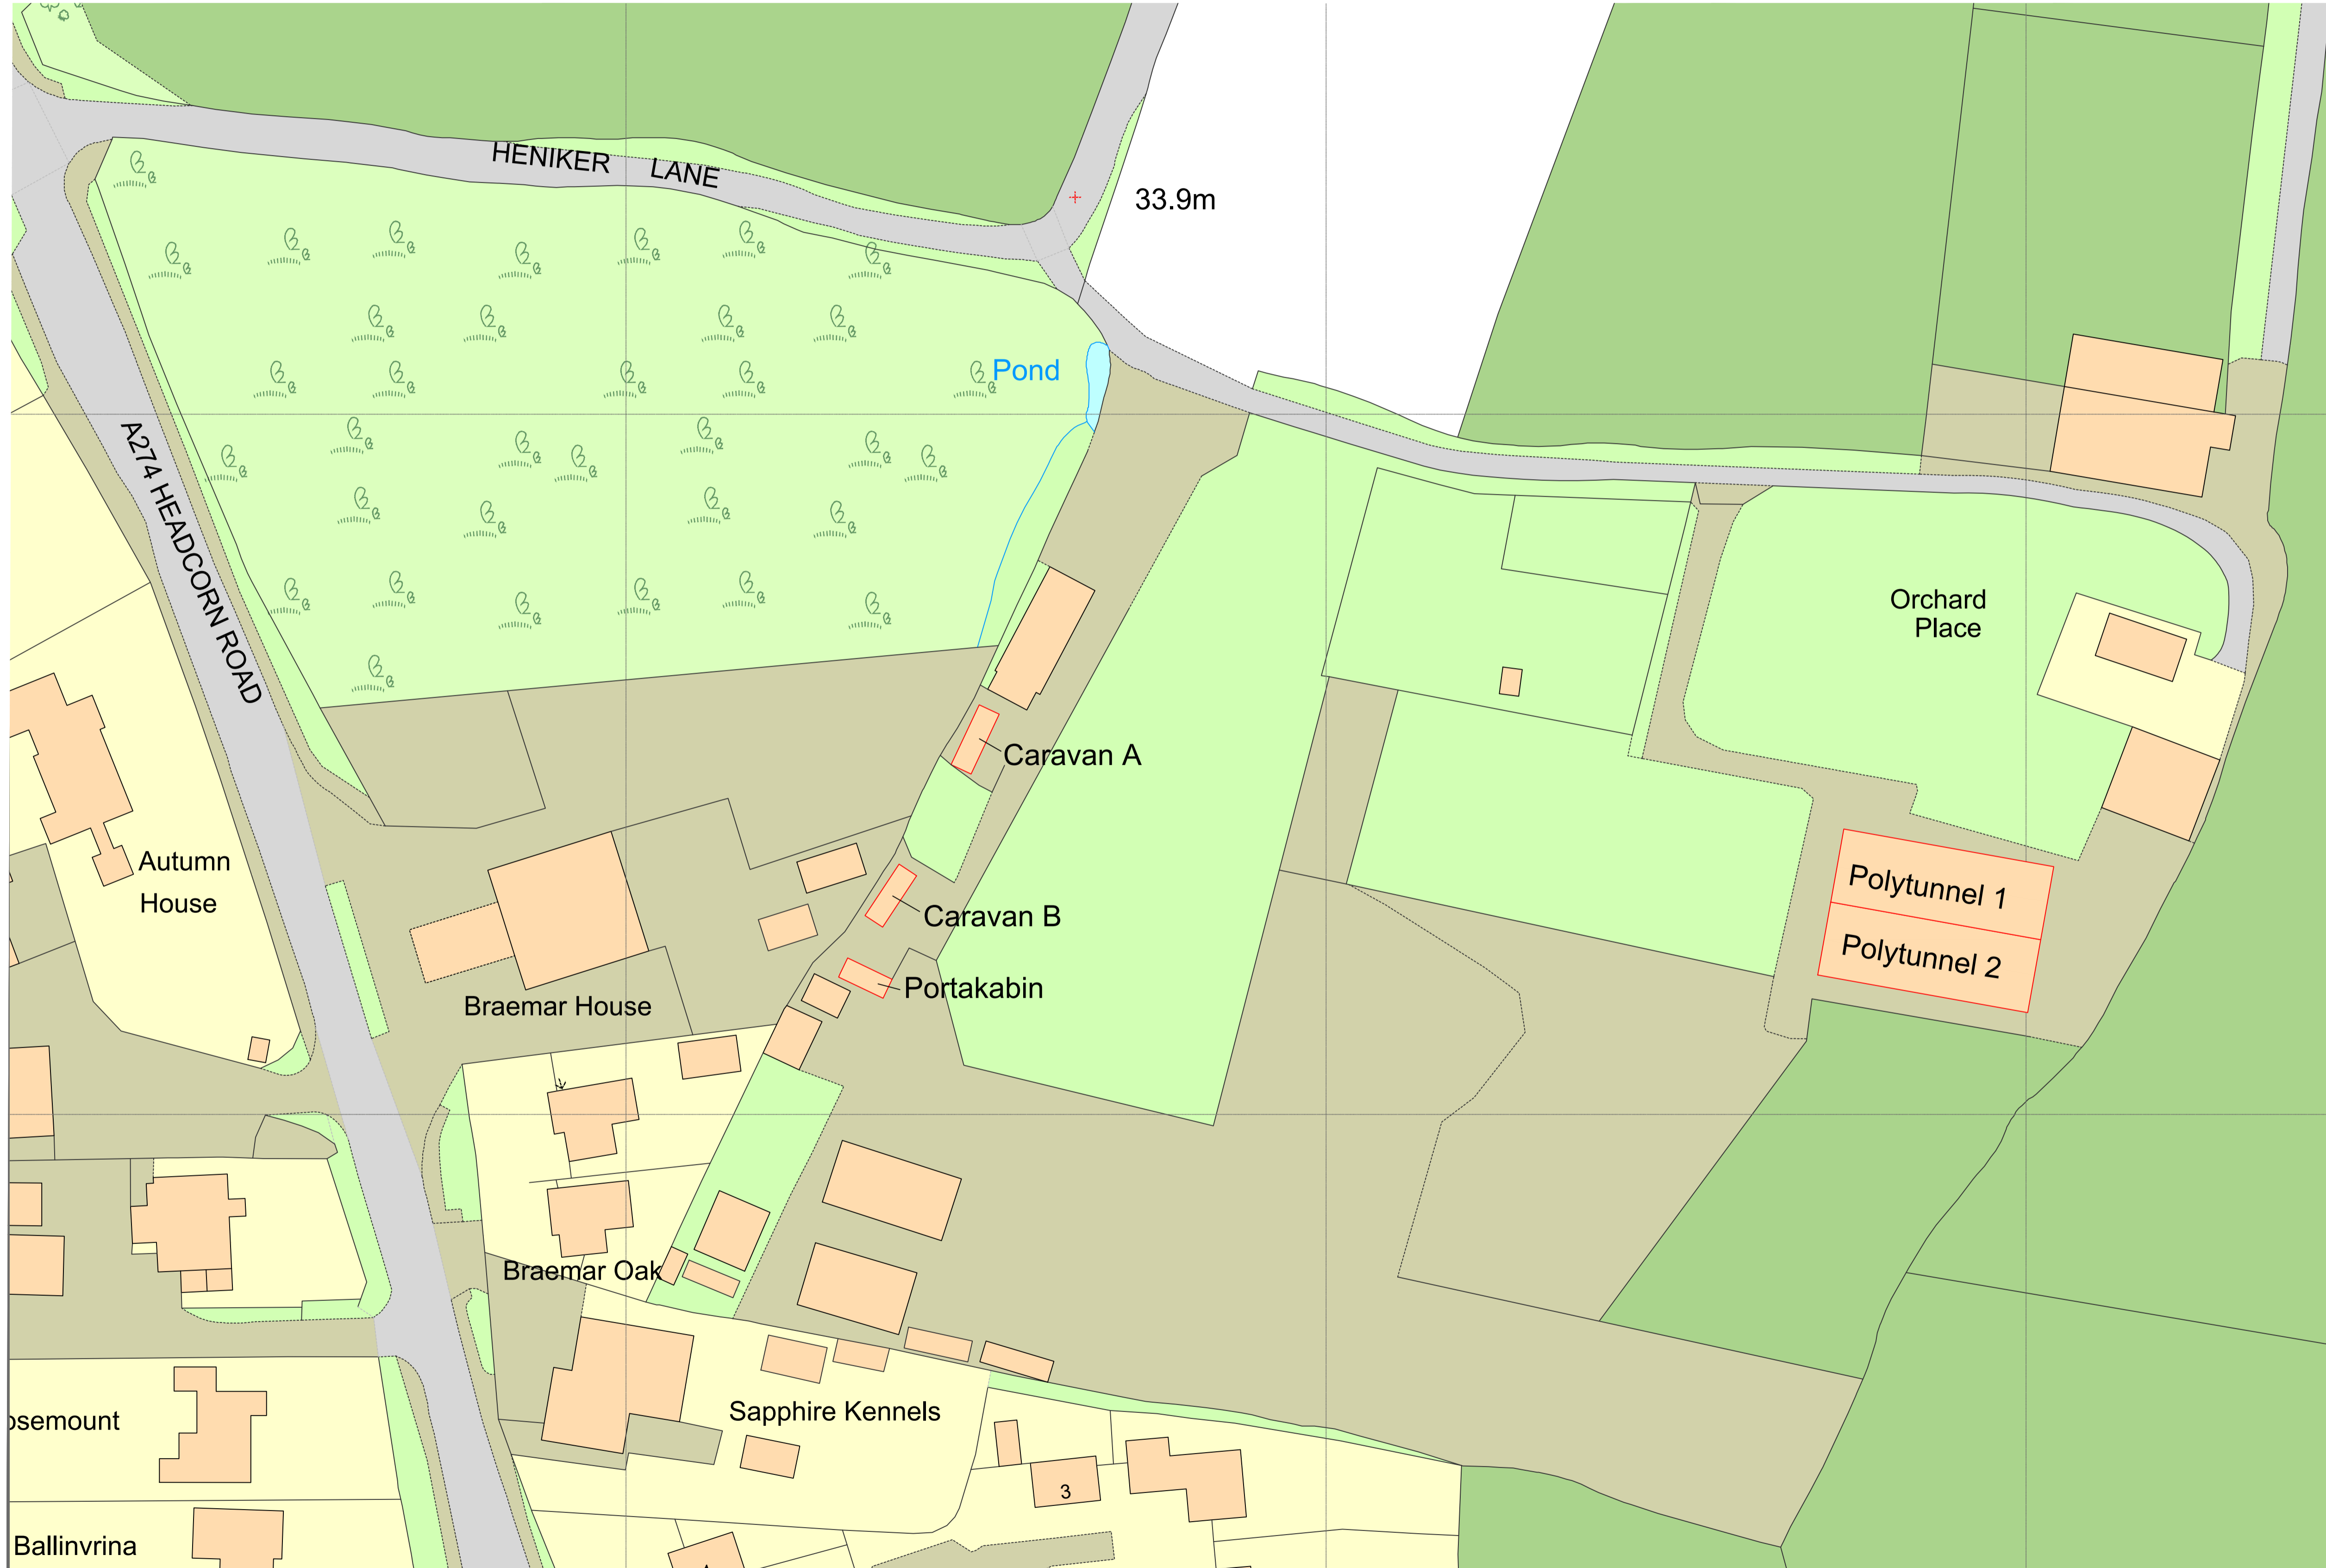 HENIKER LANE
33.9m
Pond
A274 HEADCORN ROAD
Orchard
Place
Caravan A
Autumn
House
Polytunnel 1
Caravan B
Polytunnel 2
Portakabin
Braemar House
Braemar Oak
Sapphire Kennels
osemount
3
Ballinvrina